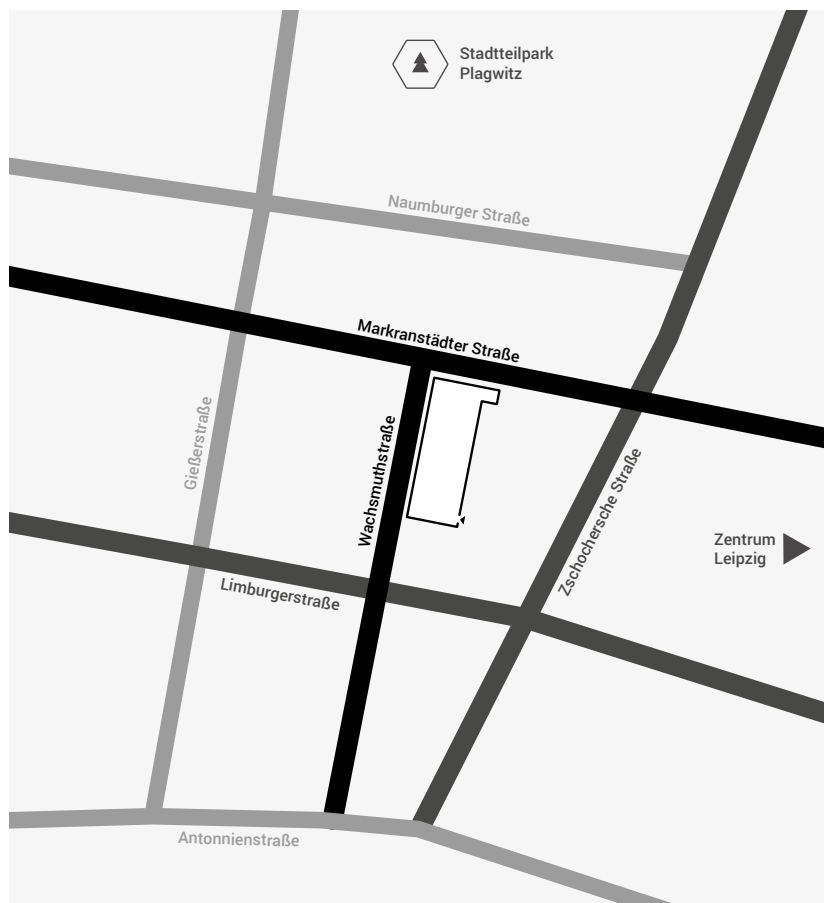 Stadtteilpark
Plagwitz
Naumburger Straße
Markranstädter Straße
Gießerstraße
Wachsmuthstraße
Zschochersche Straße
Zentrum
Leipzig
Limburgerstraße
Antonnienstraße